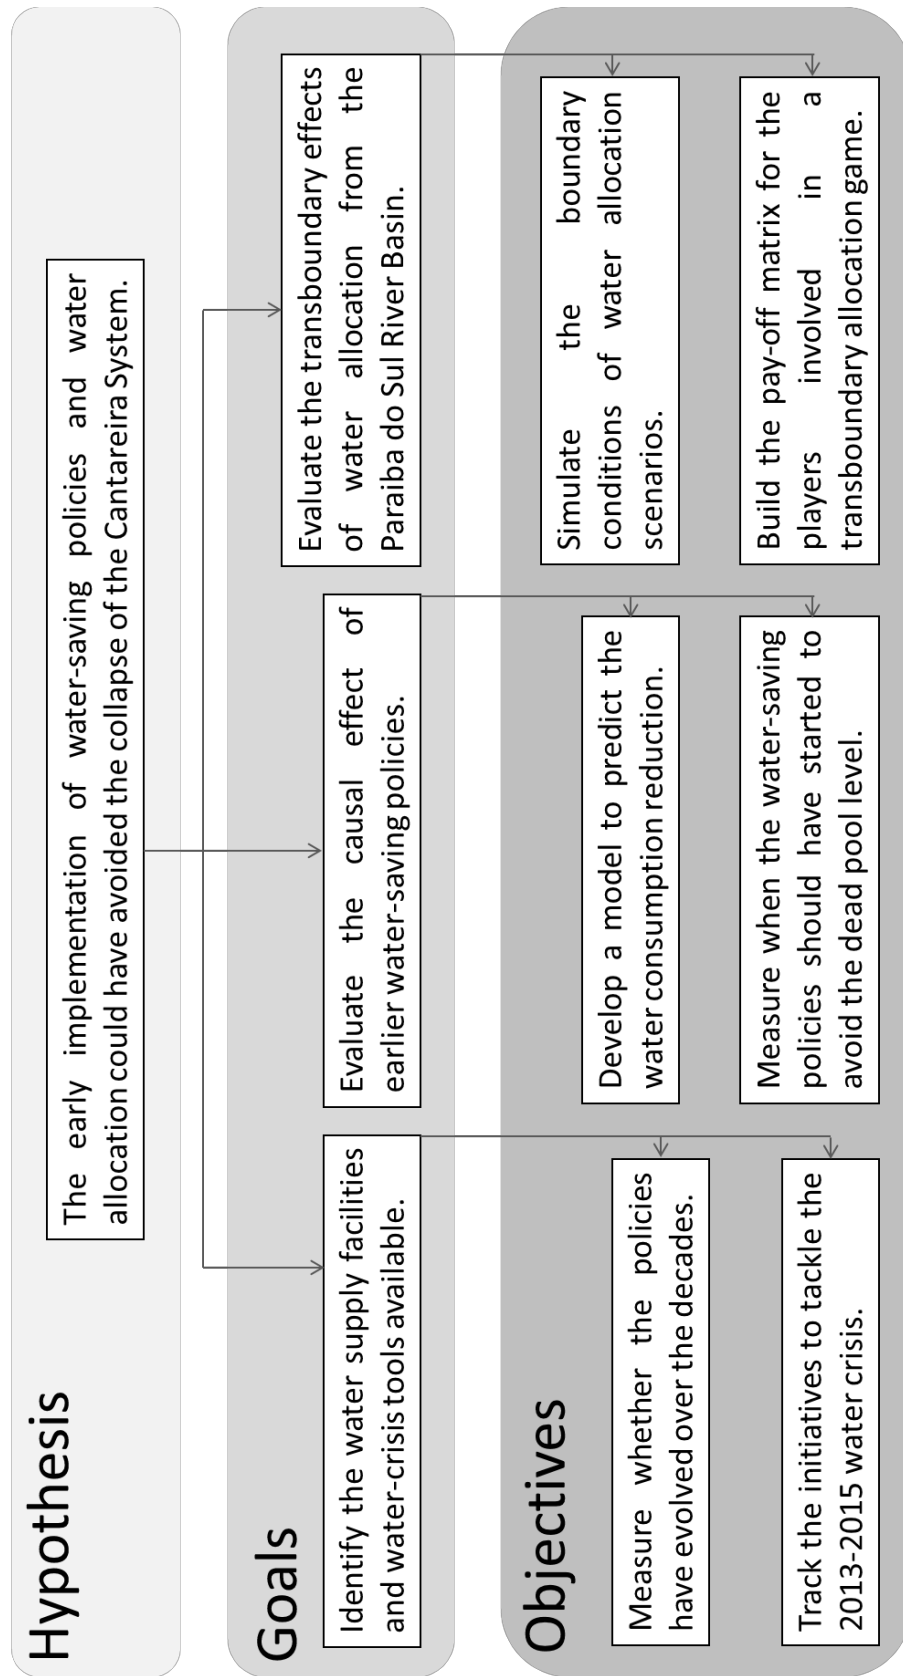 Hypothesis
The early implementation of water-saving policies and water
allocation could have avoided the collapse of the Cantareira System.
Goals
Identify the water supply facilities
and water-crisis tools available.
Evaluate the causal effect of
earlier water-saving policies.
Evaluate the transboundary effects
of water allocation from the
Paraiba do Sul River Basin.
Objectives
Measure whether the policies
have evolved over the decades.
Track the initiatives to tackle the
2013-2015 water crisis.
Develop a model to predict the
water consumption reduction.
Measure when the water-saving
policies should have started to
avoid the dead pool level.
Simulate the boundary
conditions of water allocation
scenarios.
Build the pay-off matrix for the
players involved in a
transboundary allocation game.